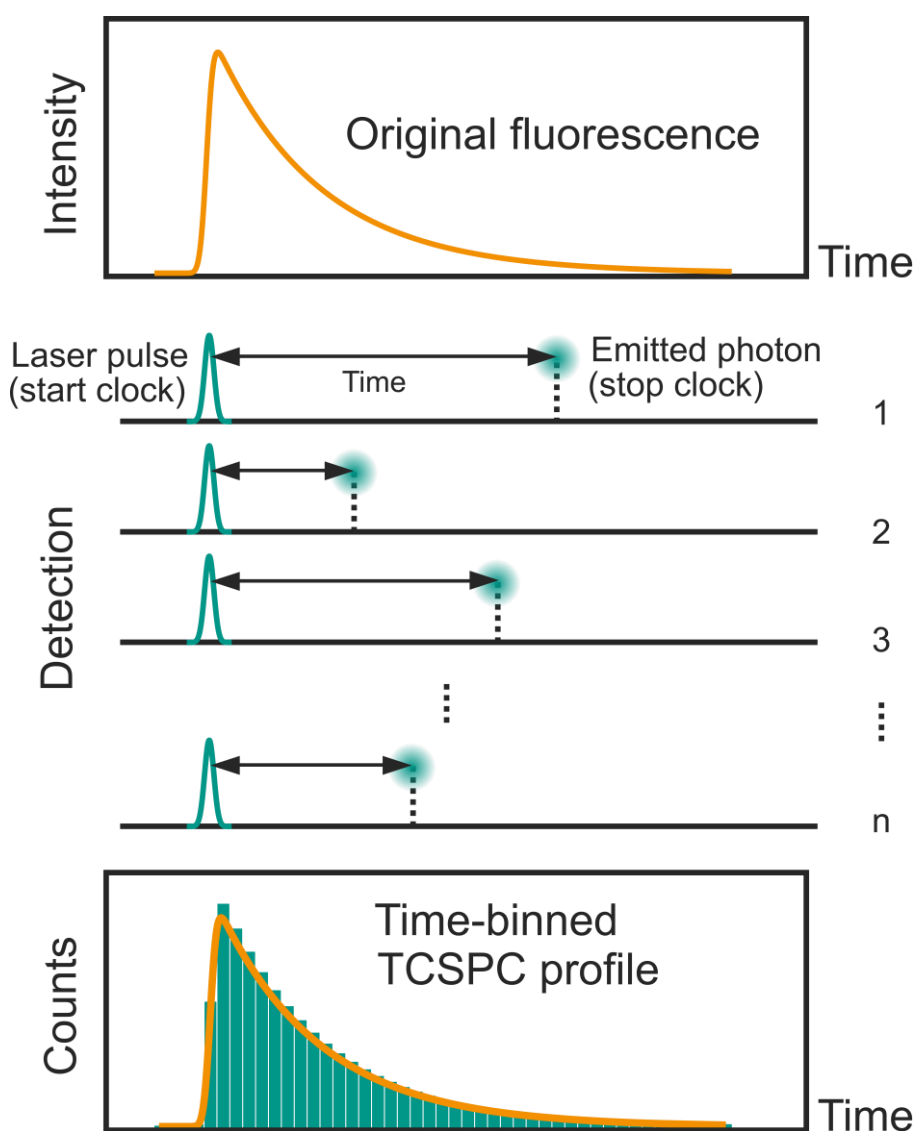 Intensity
Original fluorescence
Time
Laser pulse
(start clock)
Time
Emitted photon
(stop clock)
1
2
3
n
Detection
Time-binned
TCSPC profile
Counts
Time